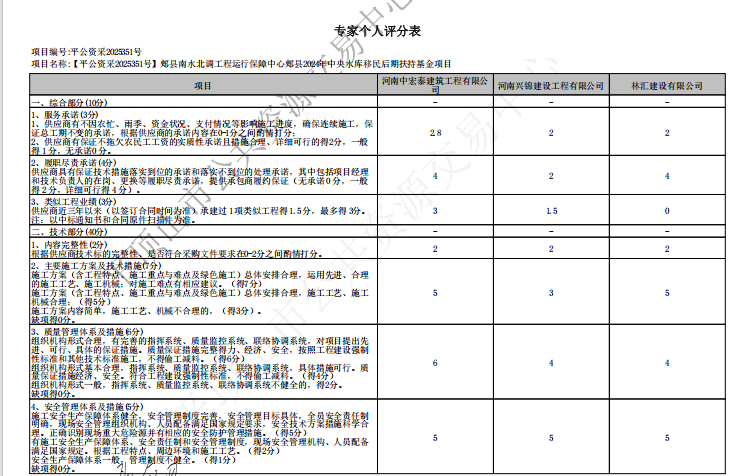 专家个人评分表
项目编号:平公资采2025351号
项目名称:【平公资采2025351号】郏县南水北调工程运行保障中心郏县2024年中央水库移民后期扶持基金项目
项目 河南中宏泰建筑工程有限公司 河南兴锦建设工程有限公司 林汇建设有限公司
一、综合部分(10分) - - -
1、服务承诺(3分)
1、供应商有不因农忙、雨季、资金状况、支付情况等影响施工进度，确保连续施工，保
证总工期不变的承诺，根据供应商的承诺内容在0-1分之间酌情打分；
2、供应商有保证不拖欠农民工工资的实质性承诺且措施合理、详细可行的得2分，一般
得1分，无承诺0分。
2.8 2 2
2、履职尽责承诺(4分)
供应商具有保证技术措施落实到位的承诺和落实不到位的处理承诺，其中包括项目经理
和技术负责人的在岗、更换等履职尽责承诺，提供承包商履约保证（无承诺0分，一般
得2分，详细可行得4分）。
4 2 4
3、类似工程业绩(3分)
供应商近三年以来（以签订合同时间为准）承建过1项类似工程得1.5分，最多得3分。
注：以中标通知书和合同原件扫描件为准。
3 1.5 0
二、技术部分(40分) - - -
1、内容完整性(2分)
根据供应商技术标的完整性、是否符合采购文件要求在0-2分之间酌情打分。
2 2 2
2、主要施工方案及技术措施(7分)
施工方案（含工程特点、施工重点与难点及绿色施工）总体安排合理，运用先进、合理
的施工工艺、施工机械；对施工难点有相应建议。（得7分）
施工方案（含工程特点、施工重点与难点及绿色施工）总体安排合理，施工工艺、施工
机械合理；（得5分）
施工方案内容简单，施工工艺、机械不合理的，（得3分）。
缺项得0分。
5 3 5
3、质量管理体系及措施(6分)
组织机构形式合理，有完善的指挥系统、质量监控系统、联络协调系统，对项目提出先
进、可行、具体的保证措施。质量保证措施完整得力、经济、安全，按照工程建设强制
性标准和其他技术标准施工，不得偷工减料。（得6分）
组织机构形式基本合理，指挥系统、质量监控系统、联络协调系统，具体措施可行。质
量保证措施经济、安全。符合工程建设强制性标准，不得偷工减料。（得4分）
组织机构形式一般，指挥系统、质量监控系统、联络协调系统不健全的，得2分。
缺项得0分。
6 4 4
4、安全管理体系及措施(5分)
施工安全生产保障体系健全，安全管理制度完善，安全管理目标具体，全员安全责任制
明确，现场安全管理组织机构、人员配备满足国家规定要求，安全技术方案措施科学合
理。正确识别现场重大危险源并有相应的安全防护管理措施。（得5分）
有施工安全生产保障体系、安全责任制和安全管理制度，现场安全管理机构、人员配备
满足国家规定。根据工程特点、周边环境和施工工艺。（得2分）
安全生产保障体系一般，管理制度不健全。（得1分）
缺项得0分。
5 5 5